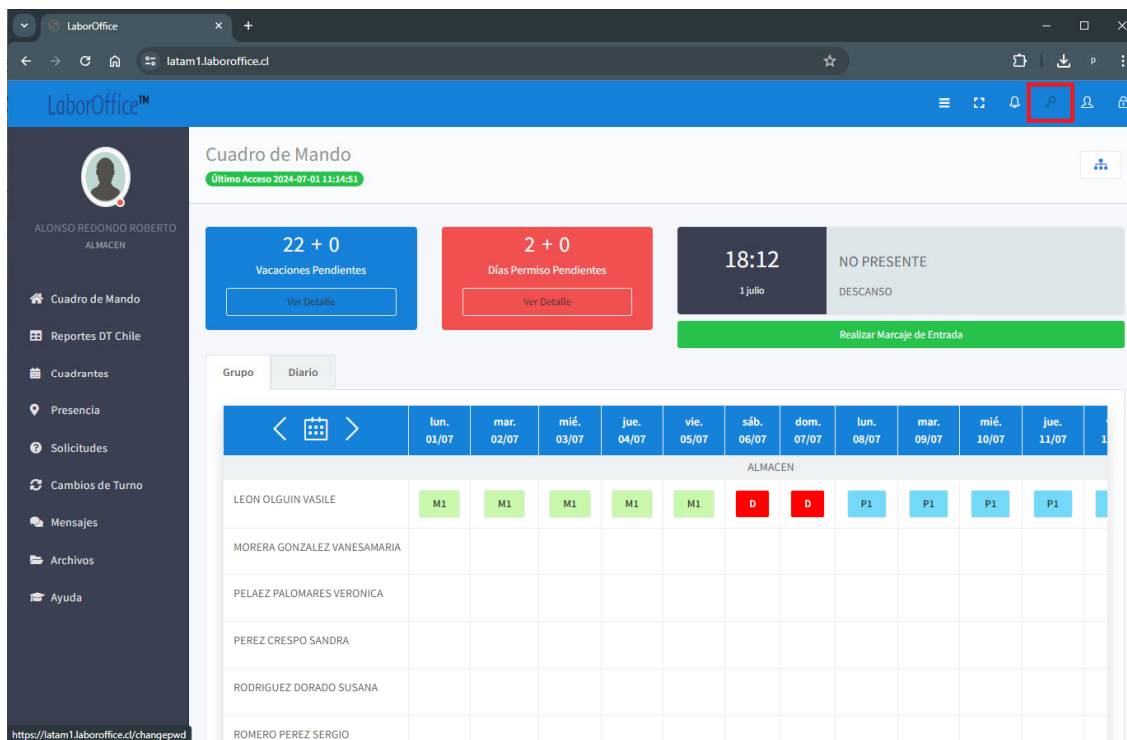 LaborOffice
latam1.laboroffice.cl
p
LaborOffice™
Cuadro de Mando
Último Acceso 2024-07-01 11:14:51
ALONSO REDONDO ROBERTO
ALMACEN
Cuadro de Mando
Reportes DT Chile
Cuadrantes
Presencia
Solicitudes
Cambios de Turno
Mensajes
Archivos
Ayuda
22 + 0
Vacaciones Pendientes
Ver Detalle
2 + 0
Días Permiso Pendientes
Ver Detalle
18:12
1 julio
NO PRESENTE
DESCANSO
Realizar Marcaje de Entrada
Grupo Diario
lun. mar. mié. jue. vie. sáb. dom. lun. mar. mié. jue.
01/07 02/07 03/07 04/07 05/07 06/07 07/07 08/07 09/07 10/07 11/07 1
ALMACEN
LEON OLGUIN VASILE M1 M1 M1 M1 M1 D D P1 P1 P1 P1
MORERA GONZALEZ VANESAMARIA
PELAEZ PALOMARES VERONICA
PEREZ CRESPO SANDRA
RODRIGUEZ DORADO SUSANA
ROMERO PEREZ SERGIO
https://latam1.laboroffice.cl/changepwd